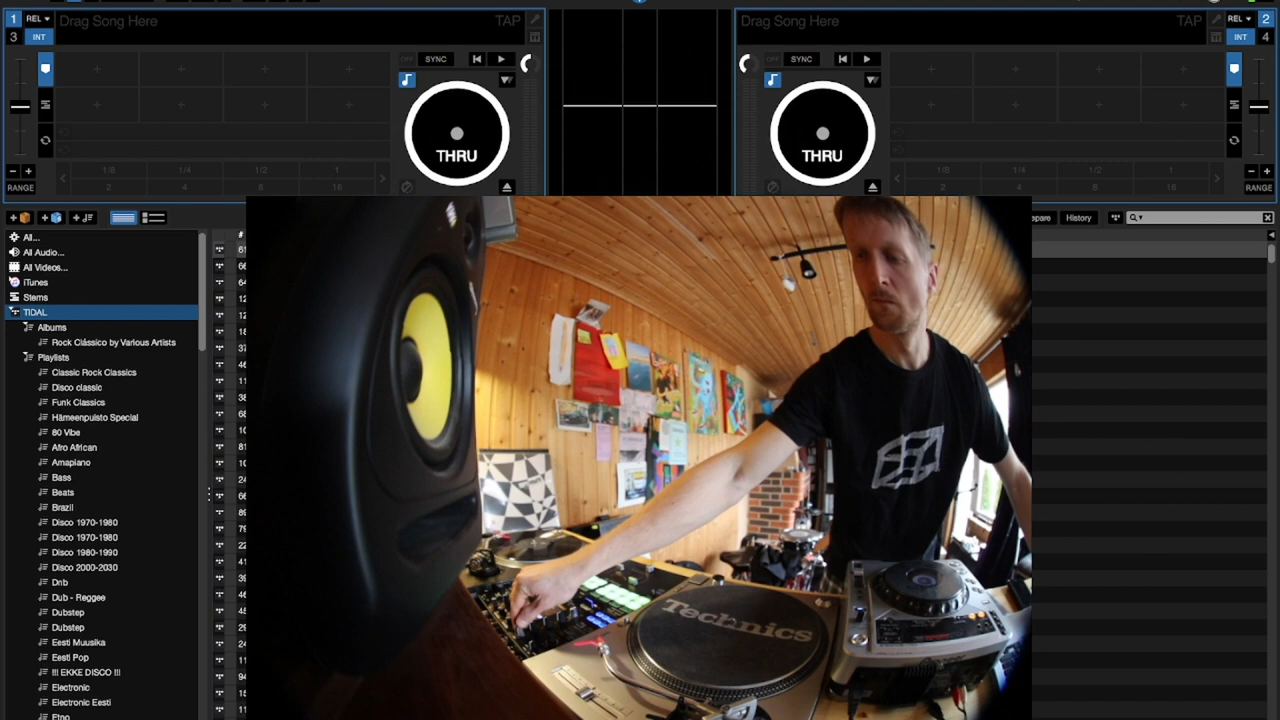 1 REL Drag Song Here TAP
3 INT
OFF SYNC
THRU
1/8 1/4 1/2 1
2 4 8 16
- +
RANGE
Drag Song Here TAP REL 2
INT 4
OFF SYNC
THRU
1/8 1/4 1/2 1
2 4 8 16
- +
RANGE
History
All...
#
All Audio...
All Videos...
iTunes
Stems
TIDAL
Albums
Rock Clássico by Various Artists
Playlists
Classic Rock Classics
Disco classic
Funk Classics
Hämeenpuisto Special
80 Vibe
Afro African
Amapiano
Bass
Beats
Brazil
Disco 1970-1980
Disco 1970-1980
Disco 1980-1990
Disco 2000-2030
Dnb
Dub - Reggae
Dubstep
Dubstep
Eesti Muusika
Eesti Pop
!!! EKKE DISCO !!!
Electronic
Electronic Eesti
Etno
Technics